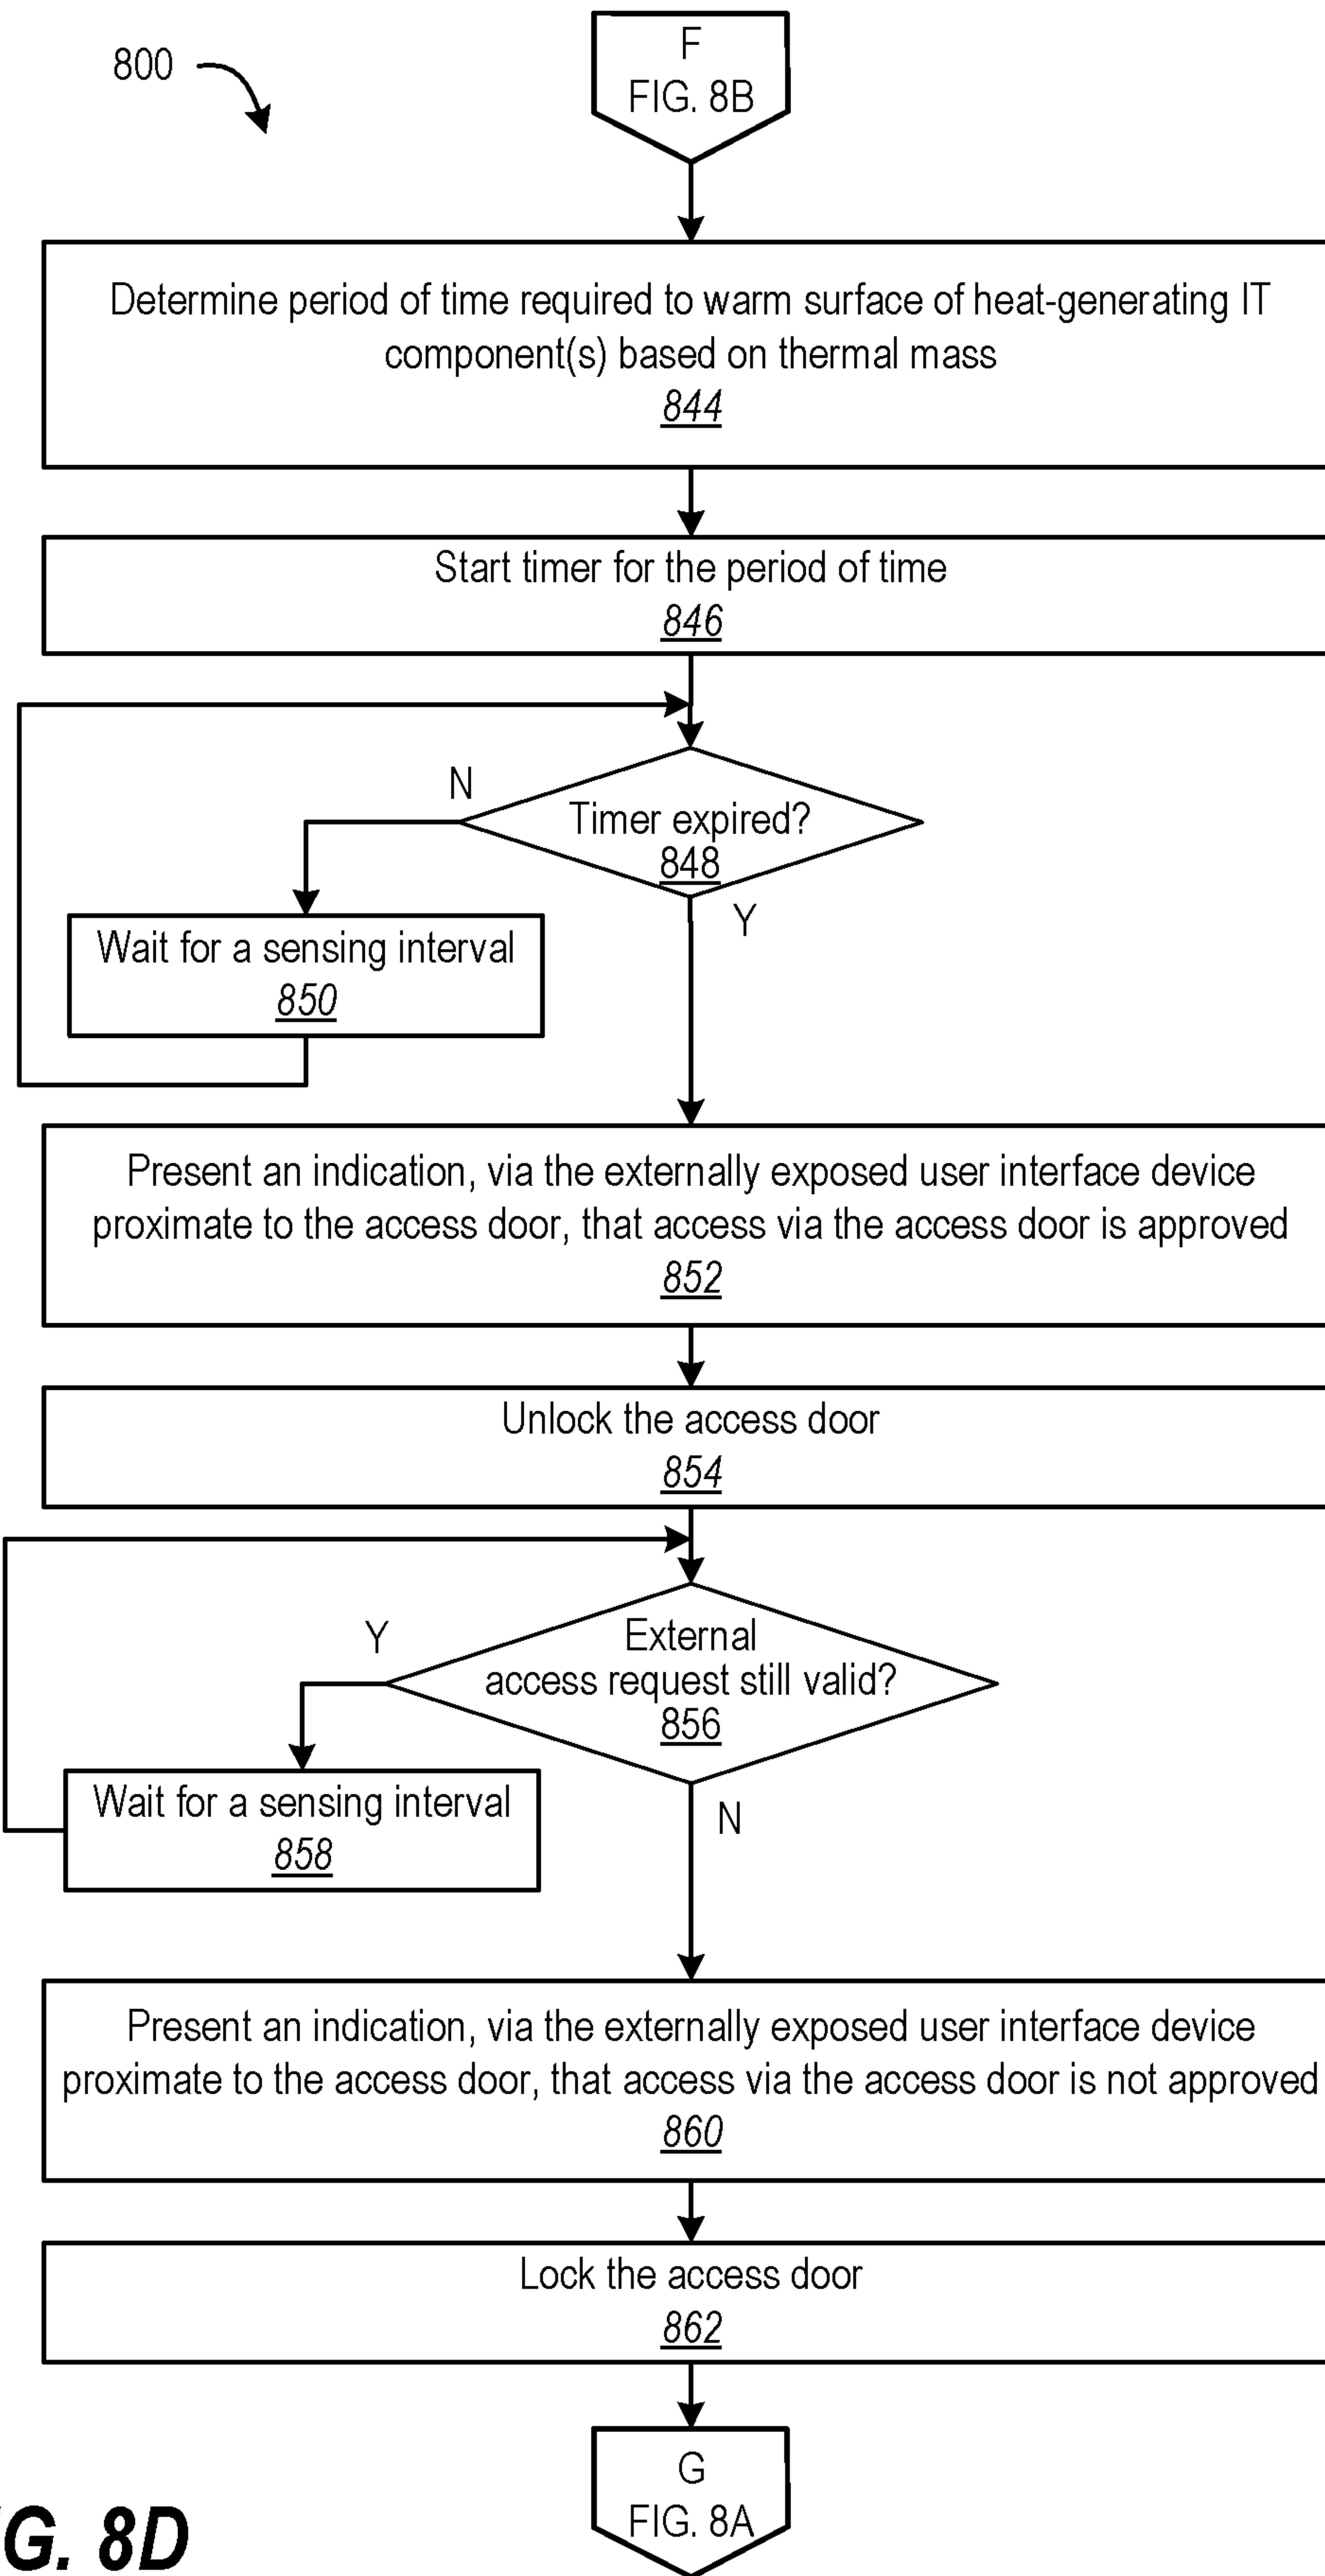 800
F
FIG. 8B
Determine period of time required to warm surface of heat-generating IT
component(s) based on thermal mass
844
Start timer for the period of time
846
N
Timer expired?
848
Y
Wait for a sensing interval
850
Present an indication, via the externally exposed user interface device
proximate to the access door, that access via the access door is approved
852
Unlock the access door
854
Y
External
access request still valid?
856
N
Wait for a sensing interval
858
Present an indication, via the externally exposed user interface device
proximate to the access door, that access via the access door is not approved
860
Lock the access door
862
G
FIG. 8A
G. 8D